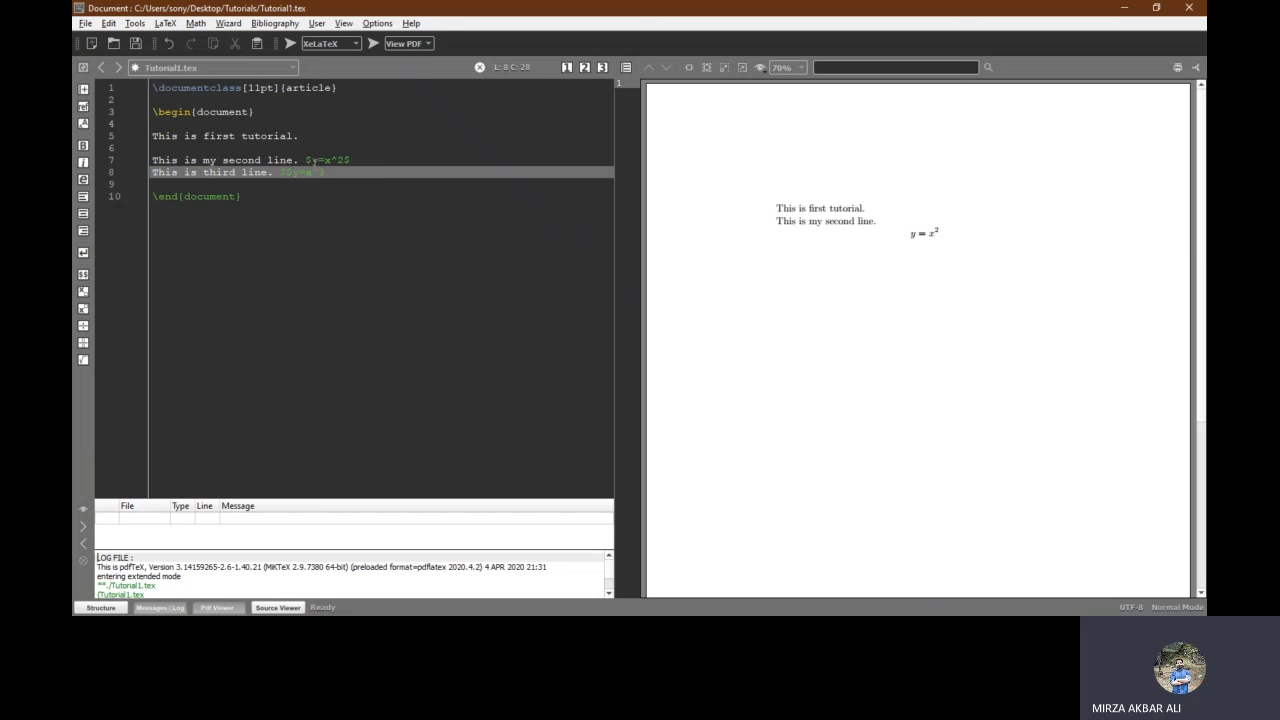 Document : C:/Users/sony/Desktop/Tutorials/Tutorial1.tex
File Edit Tools LaTeX Math Wizard Bibliography User View Options Help
XeLaTeX View PDF
Tutorial1.tex L: 8 C: 28 1 2 3 70%
1 \documentclass[11pt]{article}
2
3 \begin{document}
4
5 This is first tutorial.
6
7 This is my second line. $y=x^2$
8 This is third line. $$y=x^3
9
10 \end{document}
1
This is first tutorial.
This is my second line.
y = x2
File Type Line Message
LOG FILE :
This is pdfTeX, Version 3.14159265-2.6-1.40.21 (MiKTeX 2.9.7380 64-bit) (preloaded format=pdflatex 2020.4.2) 4 APR 2020 21:31
entering extended mode
**./Tutorial1.tex
(Tutorial1.tex
Structure Messages / Log Pdf Viewer Source Viewer Ready UTF-8 Normal Mode
MIRZA AKBAR ALI